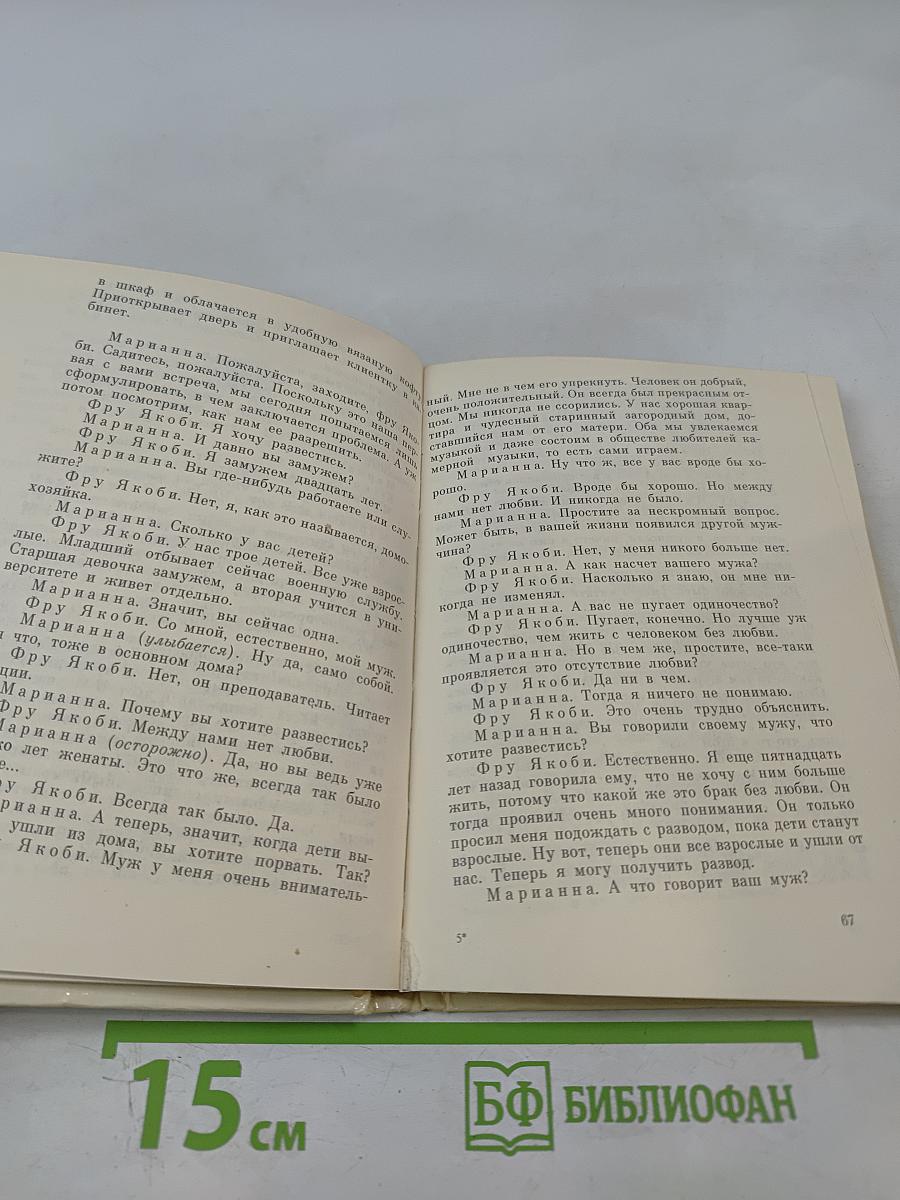 в шкаф и облачается в удобную вязаную кофту.
Приоткрывает дверь и приглашает клиентку в ка-
бинет.
Марианна. Пожалуйста, заходите, фру Яко-
би. Садитесь, пожалуйста. Поскольку это наша пер-
вая с вами встреча, мы сегодня попытаемся лишь
сформулировать, в чем заключается проблема. А уж
потом посмотрим, как нам ее разрешить.
Фру Якоби. Я хочу развестись.
Марианна. И давно вы замужем?
Фру Якоби. Я замужем двадцать лет.
Марианна. Вы где-нибудь работаете или слу-
жите?
Фру Якоби. Нет, я, как это называется, домо-
хозяйка.
Марианна. Сколько у вас детей?
Фру Якоби. У нас трое детей. Все уже взрос-
лые. Младший отбывает сейчас военную службу.
Старшая девочка замужем, а вторая учится в уни-
верситете и живет отдельно.
Марианна. Значит, вы сейчас одна.
Фру Якоби. Со мной, естественно, мой муж.
Марианна (улыбается). Ну да, само собой.
что, тоже в основном дома?
Фру Якоби. Нет, он преподаватель. Читает
ции.
Марианна. Почему вы хотите развестись?
Фру Якоби. Между нами нет любви.
Марианна (осторожно). Да, но вы ведь уже
ко лет женаты. Это что же, всегда так было
е...
ру Якоби. Всегда так было. Да.
арианна. А теперь, значит, когда дети вы-
ушли из дома, вы хотите порвать. Так?
Якоби. Муж у меня очень вниматель-
ный. Мне не в чем его упрекнуть. Человек он добрый,
очень положительный. Он всегда был прекрасным от-
цом. Мы никогда не ссорились. У нас хорошая квар-
тира и чудесный старинный загородный дом, до-
ставшийся нам от его матери. Оба мы увлекаемся
музыкой и даже состоим в обществе любителей ка-
мерной музыки, то есть сами играем.
Марианна. Ну что ж, все у вас вроде бы хо-
рошо.
Фру Якоби. Вроде бы хорошо. Но между
нами нет любви. И никогда не было.
Марианна. Простите за нескромный вопрос.
Может быть, в вашей жизни появился другой муж-
чина?
Фру Якоби. Нет, у меня никого больше нет.
Марианна. А как насчет вашего мужа?
Фру Якоби. Насколько я знаю, он мне ни-
когда не изменял.
Марианна. А вас не пугает одиночество?
Фру Якоби. Пугает, конечно. Но лучше уж
одиночество, чем жить с человеком без любви.
Марианна. Но в чем же, простите, все-таки
проявляется это отсутствие любви?
Фру Якоби. Да ни в чем.
Марианна. Тогда я ничего не понимаю.
Фру Якоби. Это очень трудно объяснить.
Марианна. Вы говорили своему мужу, что
хотите развестись?
Фру Якоби. Естественно. Я еще пятнадцать
лет назад говорила ему, что не хочу с ним больше
жить, потому что какой же это брак без любви. Он
тогда проявил очень много понимания. Он только
просил меня подождать с разводом, пока дети станут
взрослые. Ну вот, теперь они все взрослые и ушли от
нас. Теперь я могу получить развод.
Марианна. А что говорит ваш муж?
5*
67
15 см
БФ БИБЛИОФАН